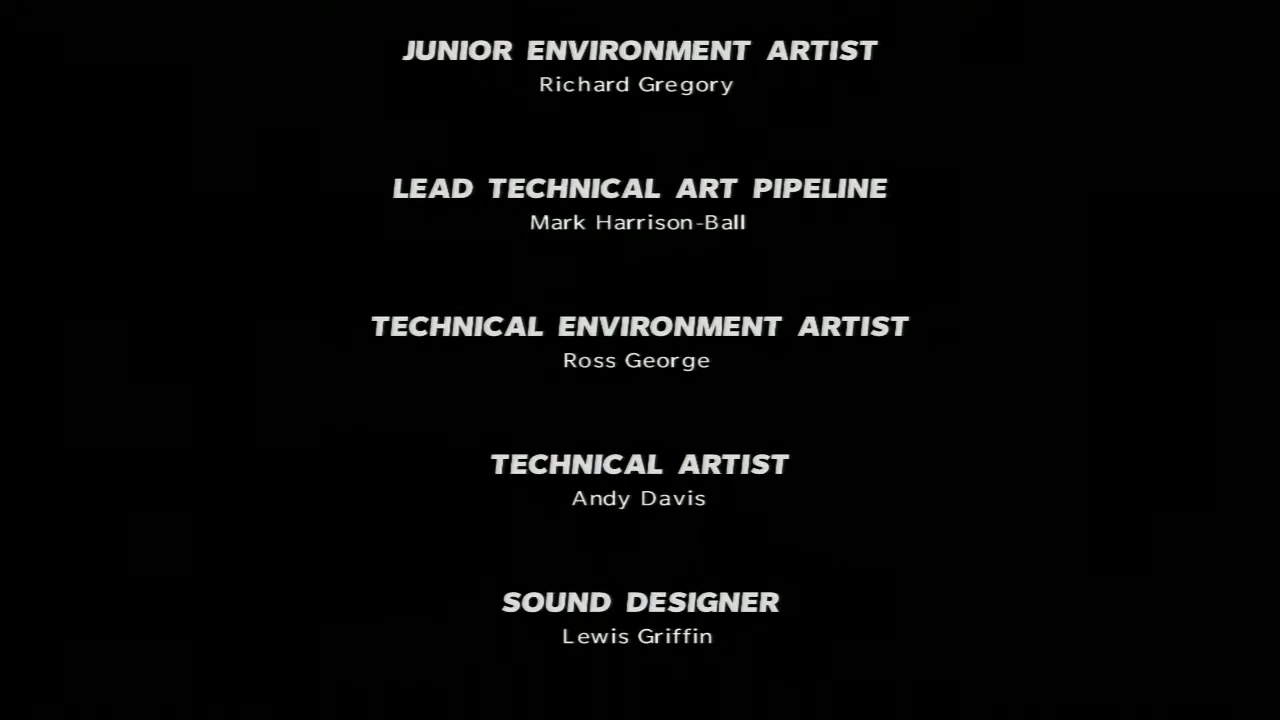 JUNIOR ENVIRONMENT ARTIST
Richard Gregory
LEAD TECHNICAL ART PIPELINE
Mark Harrison-Ball
TECHNICAL ENVIRONMENT ARTIST
Ross George
TECHNICAL ARTIST
Andy Davis
SOUND DESIGNER
Lewis Griffin